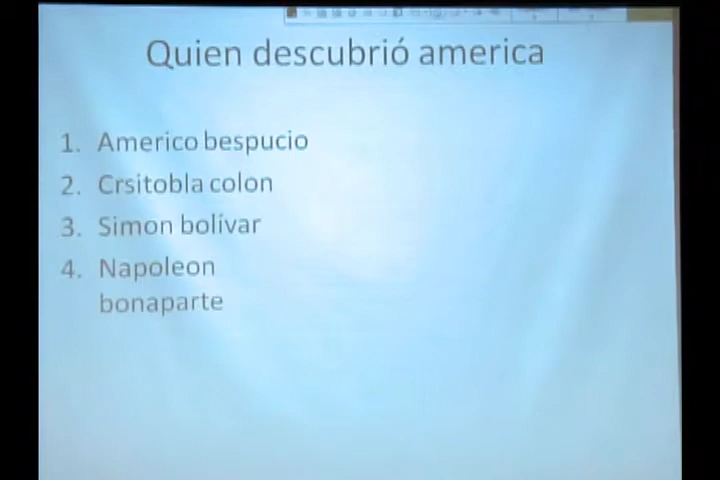 Quien descubrió america
1. Americo bespucio
2. Crsitobla colon
3. Simon bolívar
4. Napoleon
bonaparte